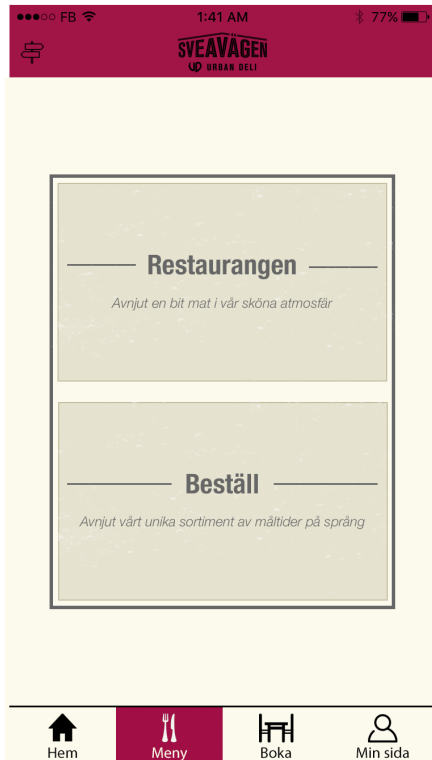 FB 1:41 AM 77%
SVEAVÄGEN
UD URBAN DELI
Restaurangen
Avnjut en bit mat i vår sköna atmosfär
Beställ
Avnjut vårt unika sortiment av måltider på språng
Hem Meny Boka Min sida